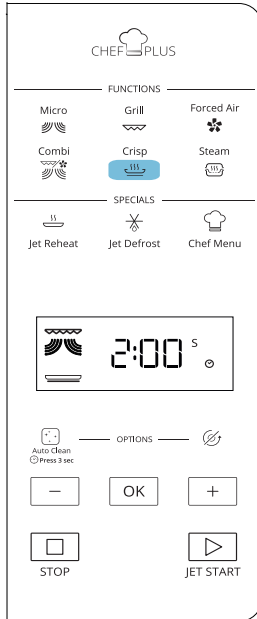 CHEF PLUS
FUNCTIONS
Micro Grill Forced Air
Combi Crisp Steam
SPECIALS
Jet Reheat Jet Defrost Chef Menu
2:00 S
OPTIONS
Auto Clean
Press 3 sec
− OK +
STOP JET START